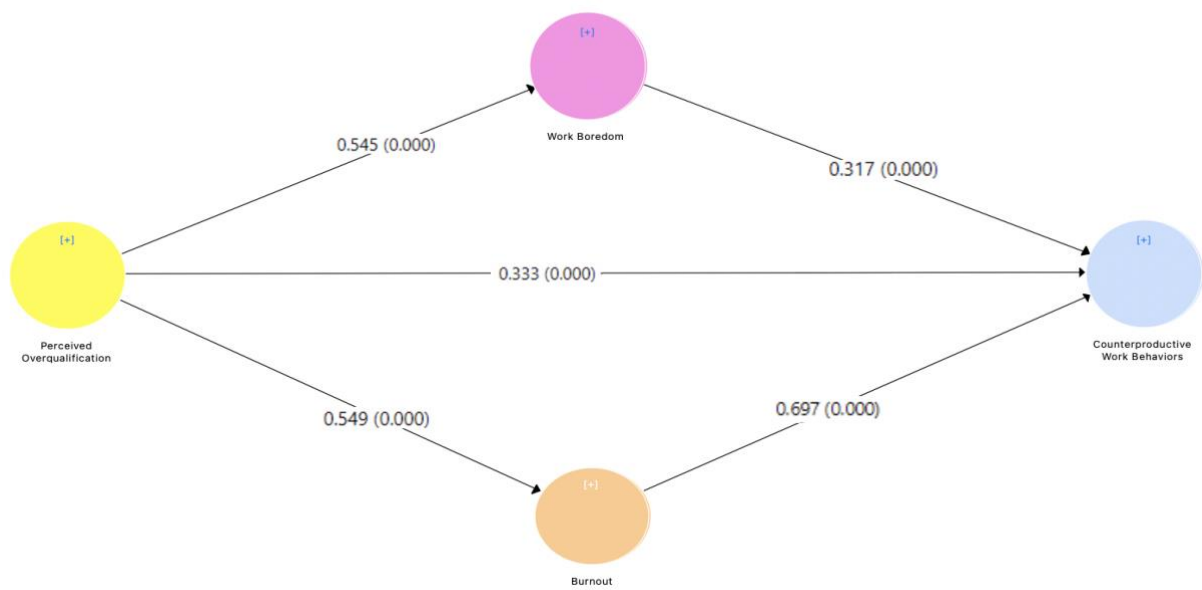 [+]
Work Boredom
0.545 (0.000)
0.317 (0.000)
[+]
Perceived
Overqualification
0.333 (0.000)
[+]
Counterproductive
Work Behaviors
0.549 (0.000)
0.697 (0.000)
[+]
Burnout